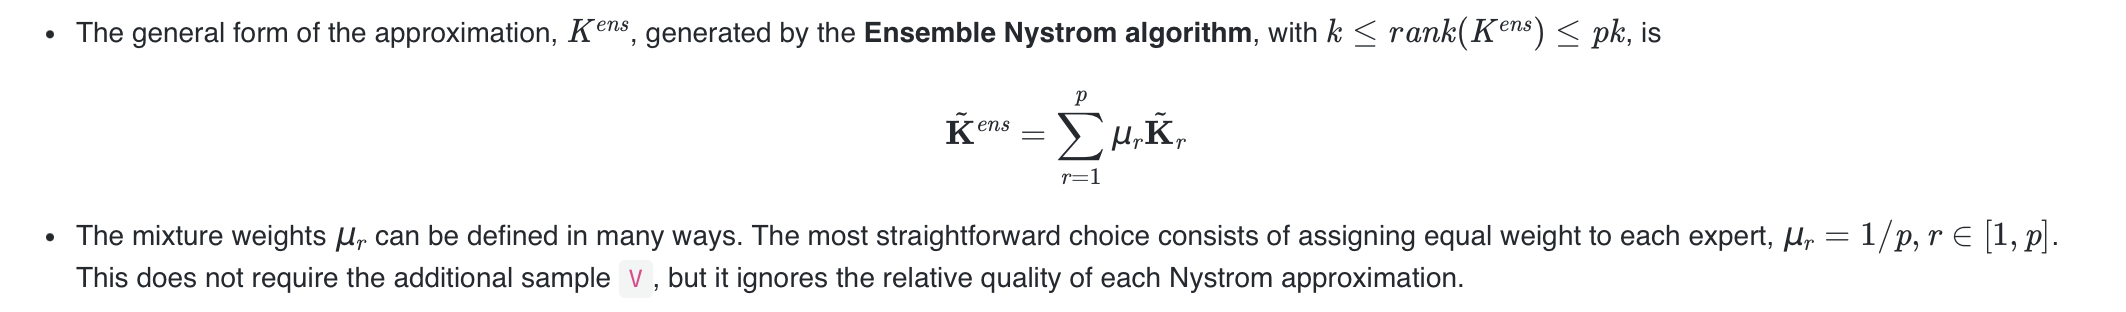 • The general form of the approximation, $K^{ens}$, generated by the Ensemble Nystrom algorithm, with $k \leq rank(K^{ens}) \leq pk$, is
$$\tilde{\mathbf{K}}^{ens} = \sum_{r=1}^{p} \mu_r \tilde{\mathbf{K}}_r$$
• The mixture weights $\mu_r$ can be defined in many ways. The most straightforward choice consists of assigning equal weight to each expert, $\mu_r = 1/p, r \in [1, p]$.
This does not require the additional sample V, but it ignores the relative quality of each Nystrom approximation.